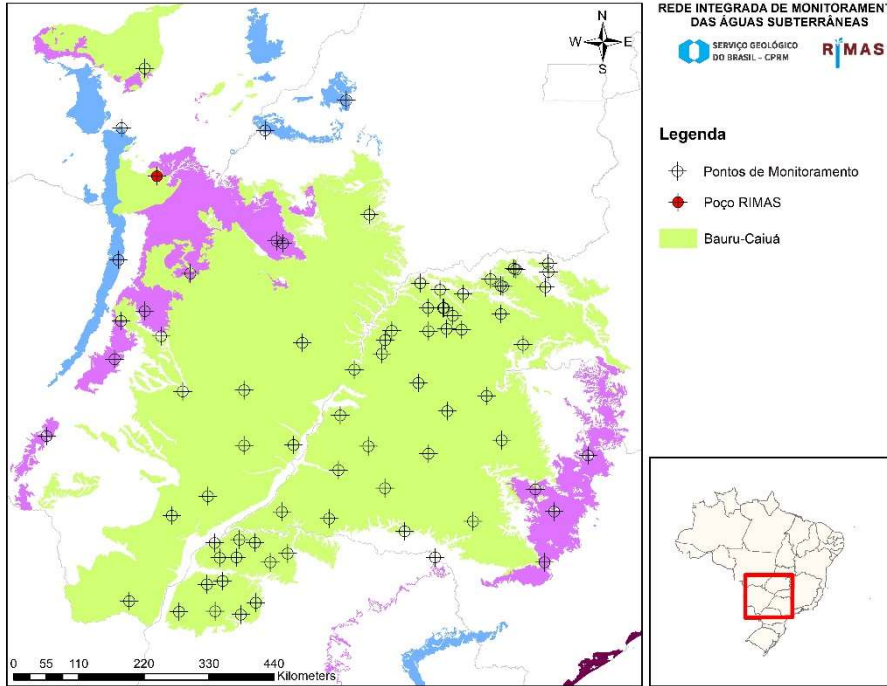 REDE INTEGRADA DE MONITORAMENT
DAS ÁGUAS SUBTERRÂNEAS
SERVIÇO GEOLÓGICO
DO BRASIL – CPRM
RIMAS
N
W E
S
Legenda
Pontos de Monitoramento
Poço RIMAS
Bauru-Caiuá
0 55 110 220 330 440
Kilometers